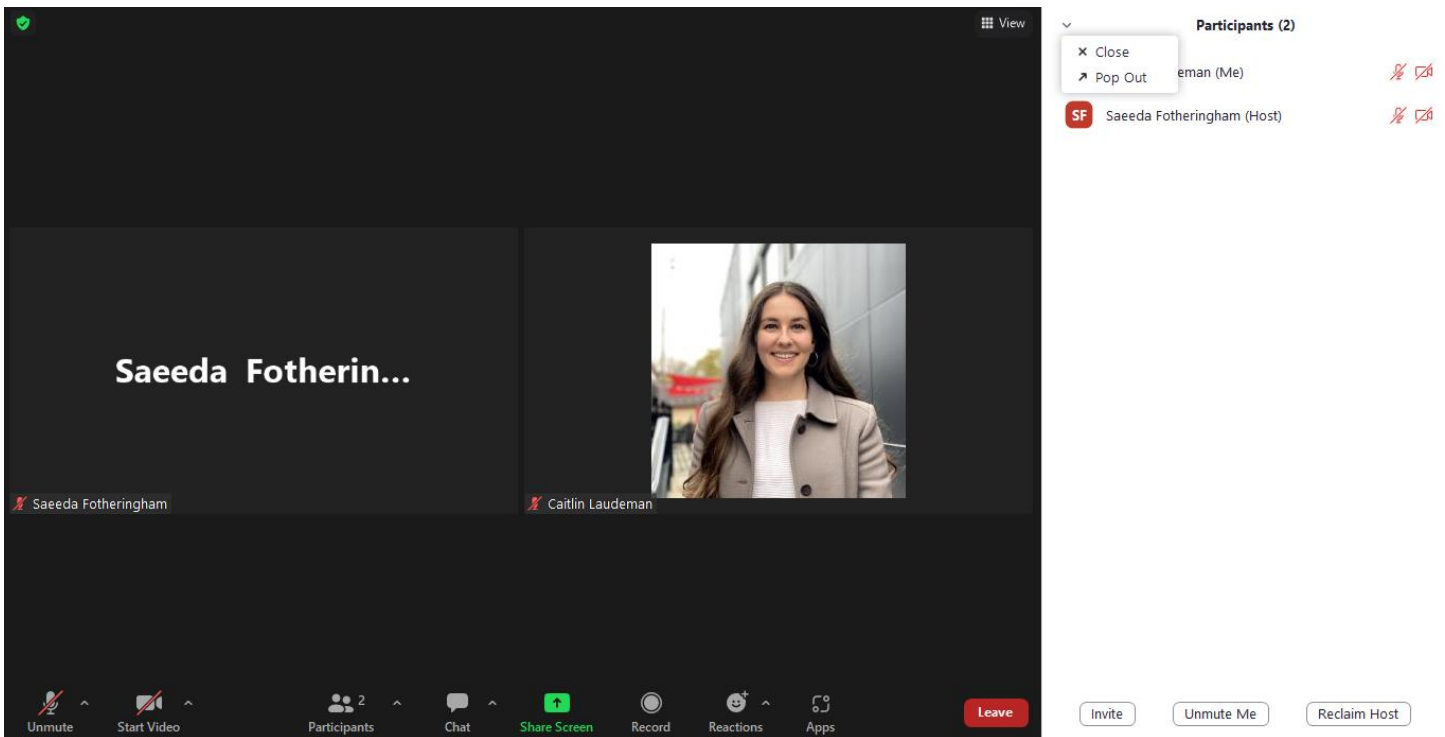 View
Participants (2)
Close
Pop Out
eman (Me)
SF Saeeda Fotheringham (Host)
Saeeda Fotherin...
Saeeda Fotheringham
Caitlin Laudeman
2
Unmute
Start Video
Participants
Chat
Share Screen
Record
Reactions
Apps
Leave
Invite
Unmute Me
Reclaim Host